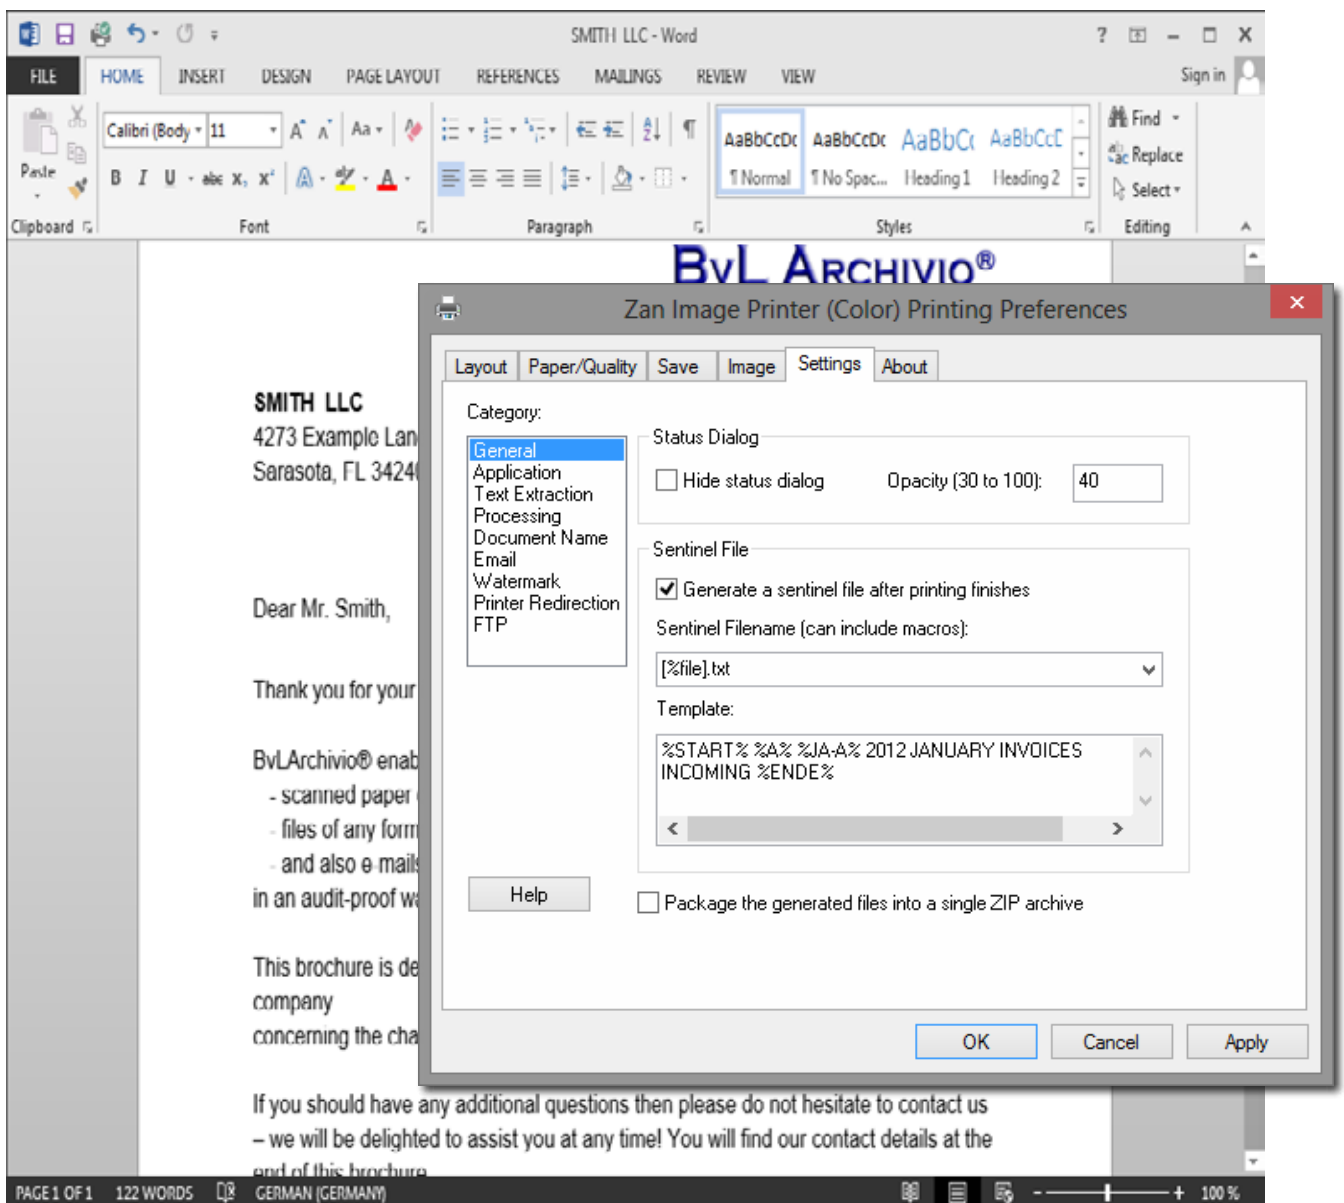 SMITH LLC - Word
FILE HOME INSERT DESIGN PAGE LAYOUT REFERENCES MAILINGS REVIEW VIEW Sign in
Paste
Clipboard
Calibri (Body 11
Aa
B I U abc x, x² A ab A
Font
Paragraph
AaBbCcDc AaBbCcDc AaBbCc AaBbCcD
¶ Normal ¶ No Spac... Heading 1 Heading 2
Styles
Find
Replace
Select
Editing
BvL Archivio®
SMITH LLC
4273 Example Lan
Sarasota, FL 3424
Dear Mr. Smith,
Thank you for your
BvLArchivio® enab
- scanned paper
- files of any form
- and also e-mails
in an audit-proof wa
This brochure is de
company
concerning the cha
If you should have any additional questions then please do not hesitate to contact us
– we will be delighted to assist you at any time! You will find our contact details at the
end of this brochure
Zan Image Printer (Color) Printing Preferences
Layout Paper/Quality Save Image Settings About
Category:
General
Application
Text Extraction
Processing
Document Name
Email
Watermark
Printer Redirection
FTP
Help
Status Dialog
Hide status dialog Opacity (30 to 100): 40
Sentinel File
Generate a sentinel file after printing finishes
Sentinel Filename (can include macros):
[%file].txt
Template:
%START% %A% %JA-A% 2012 JANUARY INVOICES
INCOMING %ENDE%
Package the generated files into a single ZIP archive
OK Cancel Apply
PAGE 1 OF 1 122 WORDS GERMAN (GERMANY) 100 %